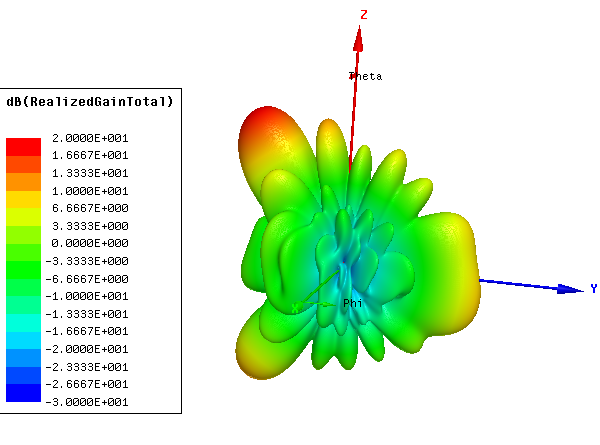 Z
Theta
dB(RealizedGainTotal)
2.0000E+001
1.6667E+001
1.3333E+001
1.0000E+001
6.6667E+000
3.3333E+000
0.0000E+000
-3.3333E+000
-6.6667E+000
-1.0000E+001
-1.3333E+001
-1.6667E+001
-2.0000E+001
-2.3333E+001
-2.6667E+001
-3.0000E+001
Y
X
Phi